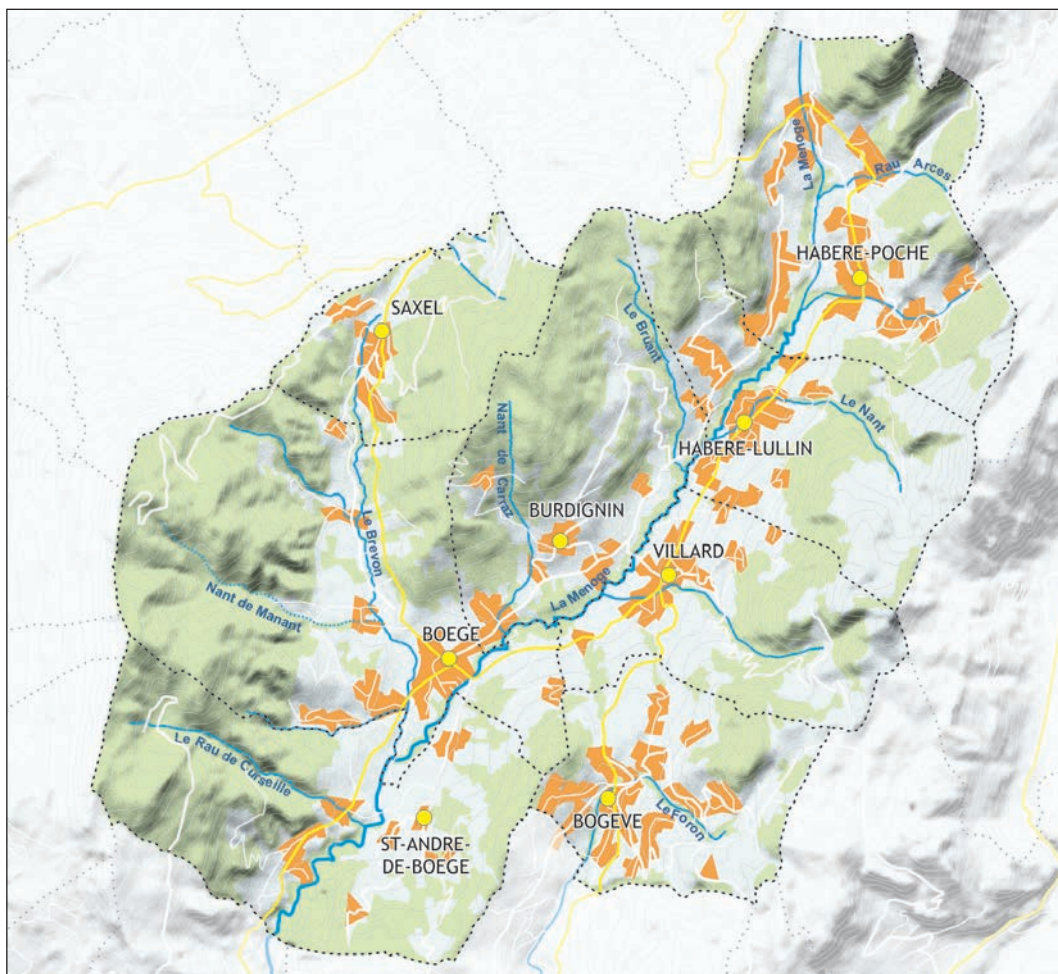 La Menoge
Rau Arces
HABERE-POCHE
SAXEL
Le Bruant
Le Nant
Nant de Carraz
HABERE-LULLIN
BURDIGNIN
Le Brevon
VILLARD
La Menoge
Nant de Manant
BOEGE
Le Rau de Curseille
BOGEVE
Le Foron
ST-ANDRE-
DE-BOEGE